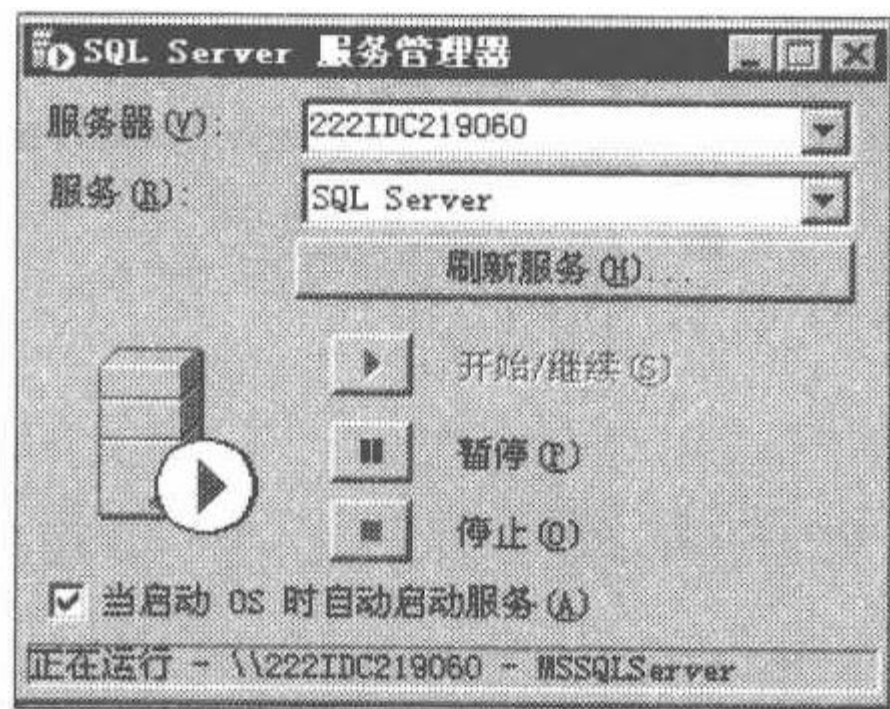 SQL Server 服务管理器
服务器(V):
222IDC219060
服务(R):
SQL Server
刷新服务(H)...
开始/继续(S)
暂停(P)
停止(O)
当启动 OS 时自动启动服务(A)
正在运行 - \\222IDC219060 - MSSQLServer